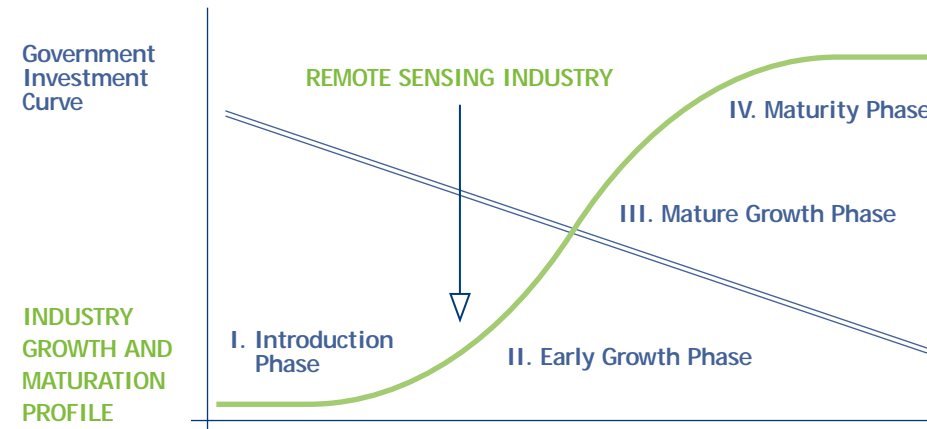 Government
Investment
Curve
REMOTE SENSING INDUSTRY
IV. Maturity Phase
III. Mature Growth Phase
INDUSTRY
GROWTH AND
MATURATION
PROFILE
I. Introduction
Phase
II. Early Growth Phase